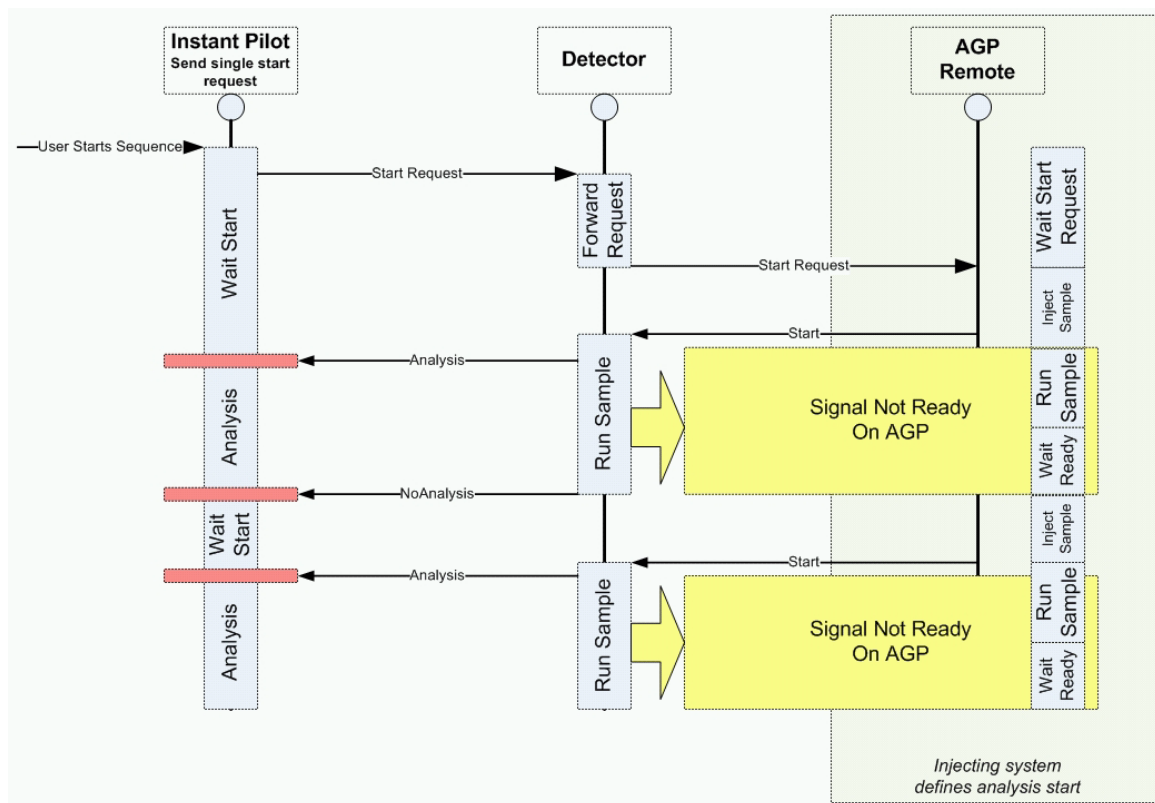 Instant Pilot
Send single start
request
Detector
AGP
Remote
User Starts Sequence
Start Request
Wait Start
Forward
Request
Wait Start
Request
Start Request
Inject
Sample
Start
Analysis
Run Sample
Signal Not Ready
On AGP
Run
Sample
Analysis
Wait
Ready
NoAnalysis
Wait
Start
Inject
Sample
Start
Analysis
Run Sample
Signal Not Ready
On AGP
Run
Sample
Analysis
Wait
Ready
Injecting system
defines analysis start